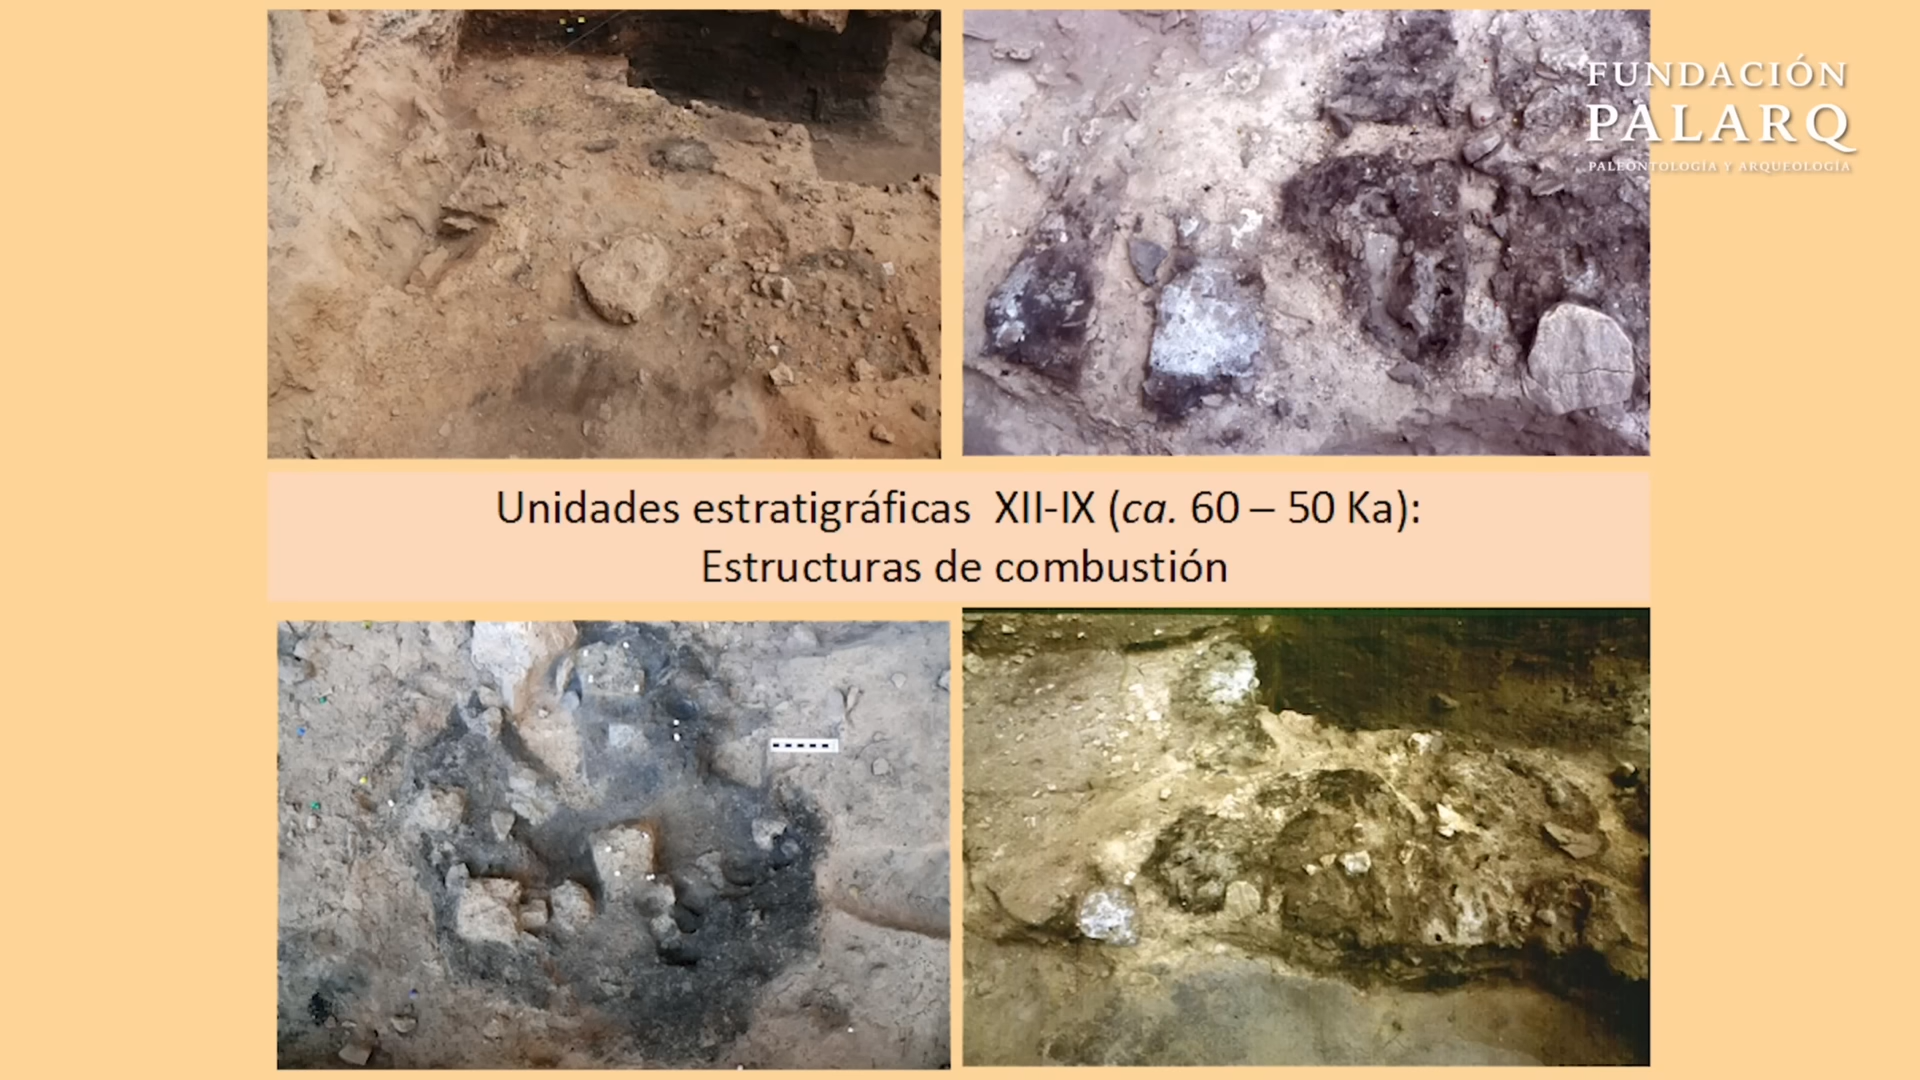 FUNDACIÓN
PALARQ
PALEONTOLOGÍA Y ARQUEOLOGÍA
Unidades estratigráficas XII-IX (ca. 60 – 50 Ka):
Estructuras de combustión